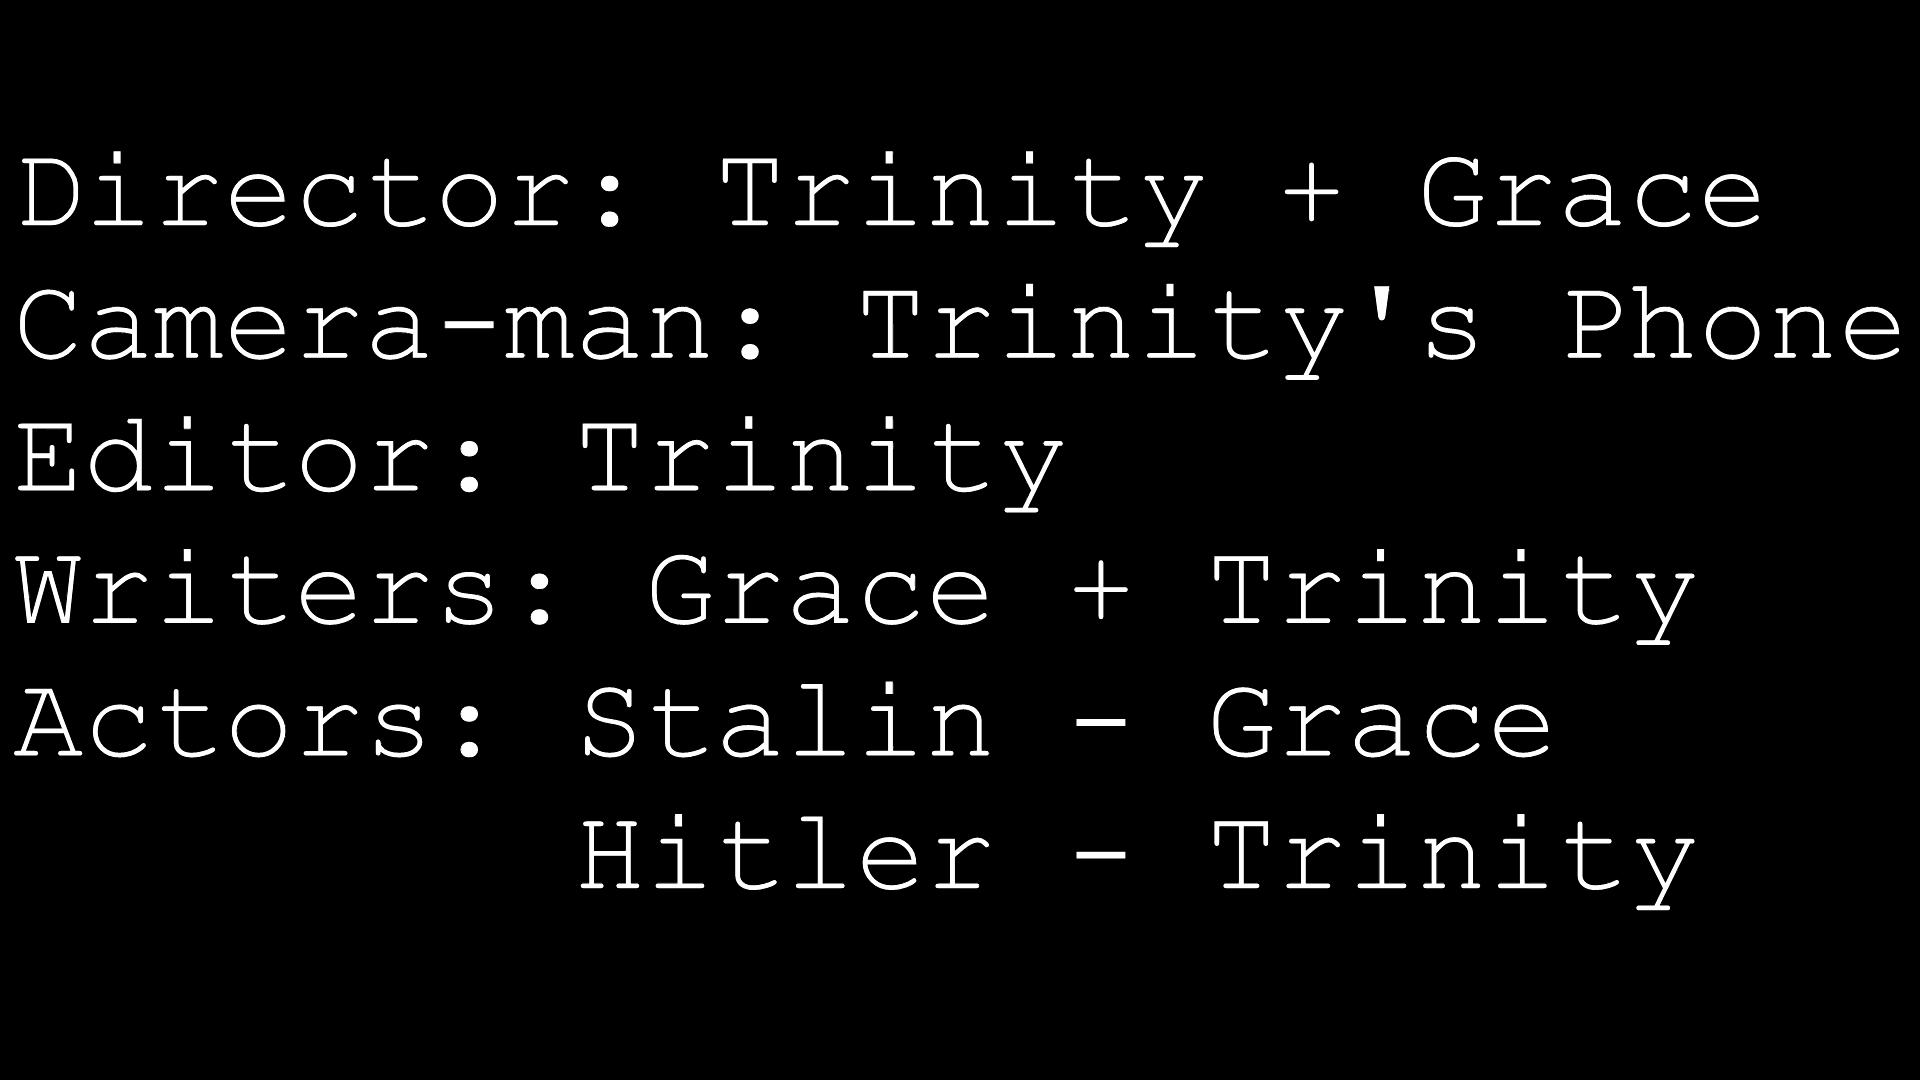 Director: Trinity + Grace
Camera-man: Trinity's Phone
Editor: Trinity
Writers: Grace + Trinity
Actors: Stalin - Grace
Hitler - Trinity